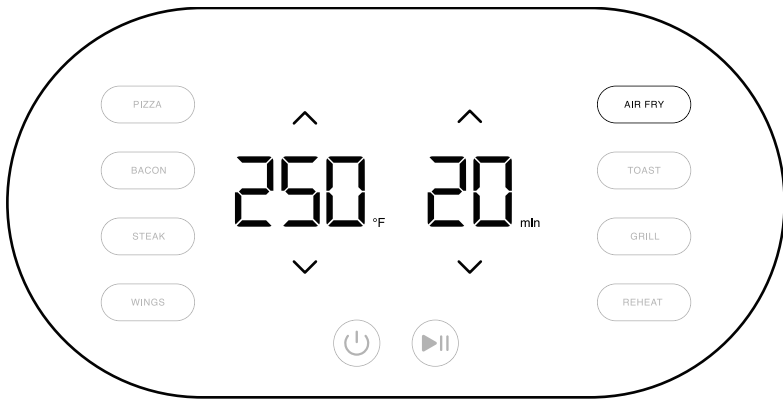 PIZZA
BACON
STEAK
WINGS
250 °F
20 min
AIR FRY
TOAST
GRILL
REHEAT